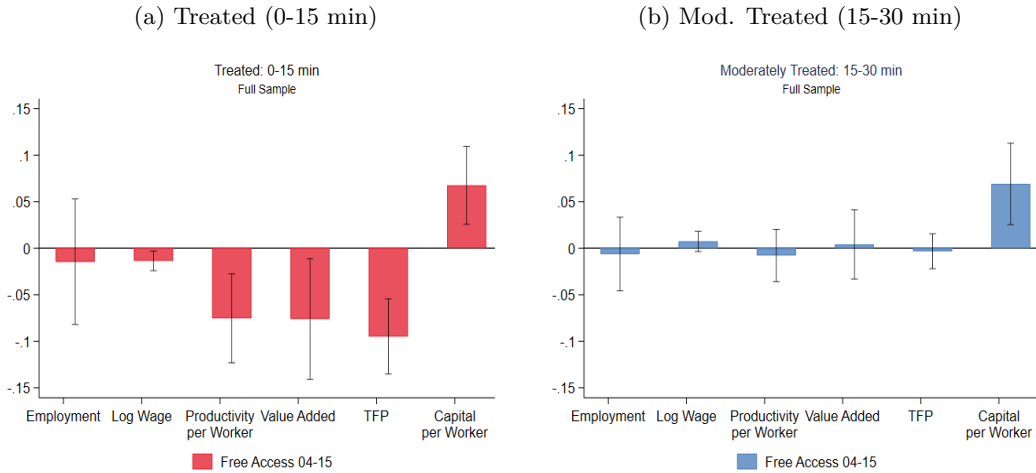 (a) Treated (0-15 min)
Treated: 0-15 min
Full Sample
.15
.1
.05
0
-.05
-.1
-.15
Employment Log Wage Productivity per Worker Value Added TFP Capital per Worker
Free Access 04-15
(b) Mod. Treated (15-30 min)
Moderately Treated: 15-30 min
Full Sample
.15
.1
.05
0
-.05
-.1
-.15
Employment Log Wage Productivity per Worker Value Added TFP Capital per Worker
Free Access 04-15